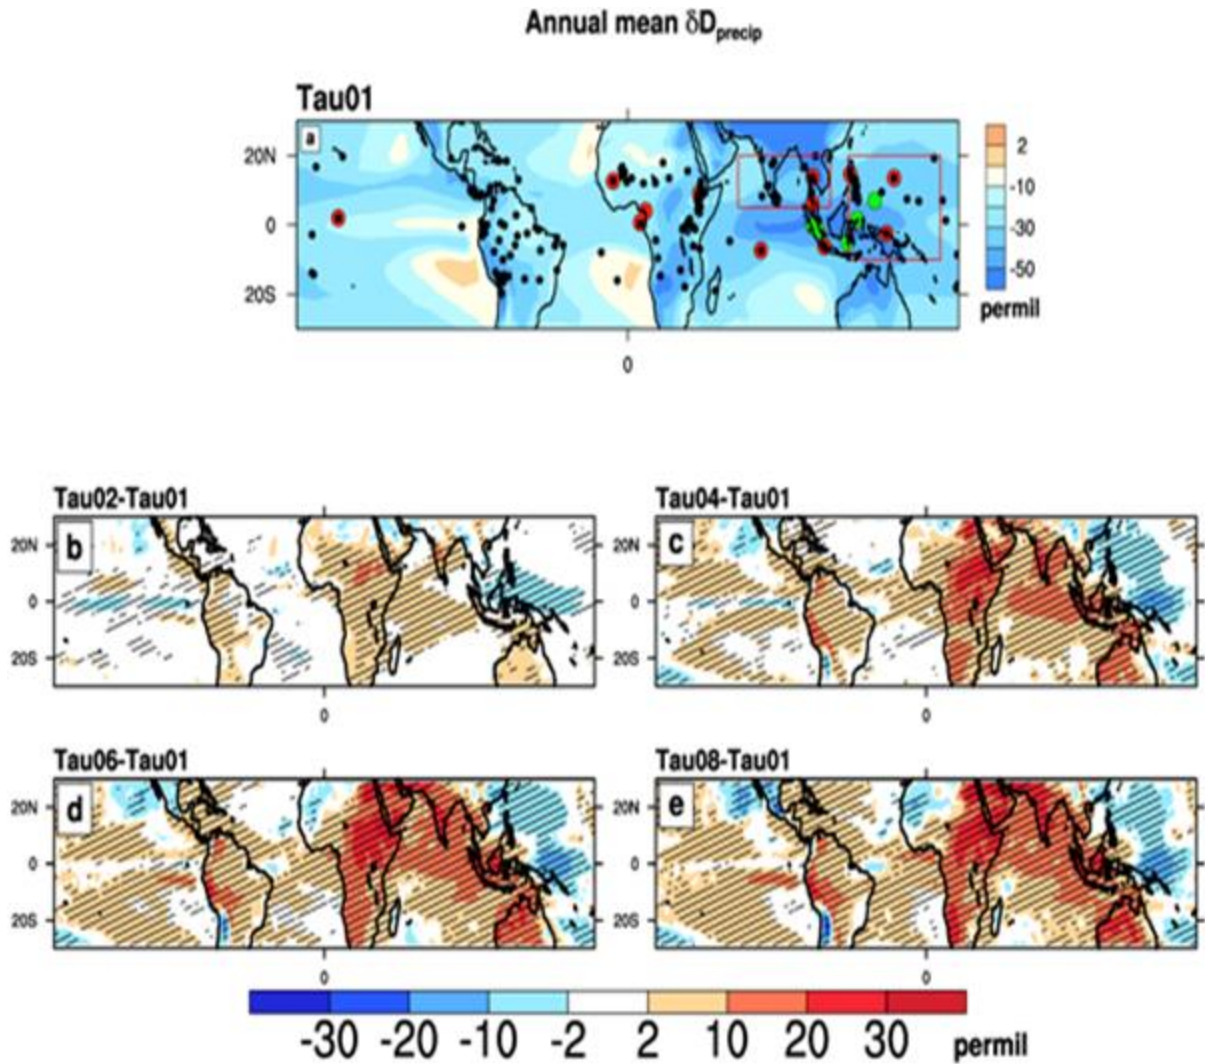 Annual mean δDprecip
Tau01
a
20N
0
20S
0
2
-10
-30
-50
permil
Tau02-Tau01
b
20N
0
20S
0
Tau04-Tau01
c
20N
0
20S
0
Tau06-Tau01
d
20N
0
20S
0
Tau08-Tau01
e
20N
0
20S
0
-30 -20 -10 -2 2 10 20 30 permil